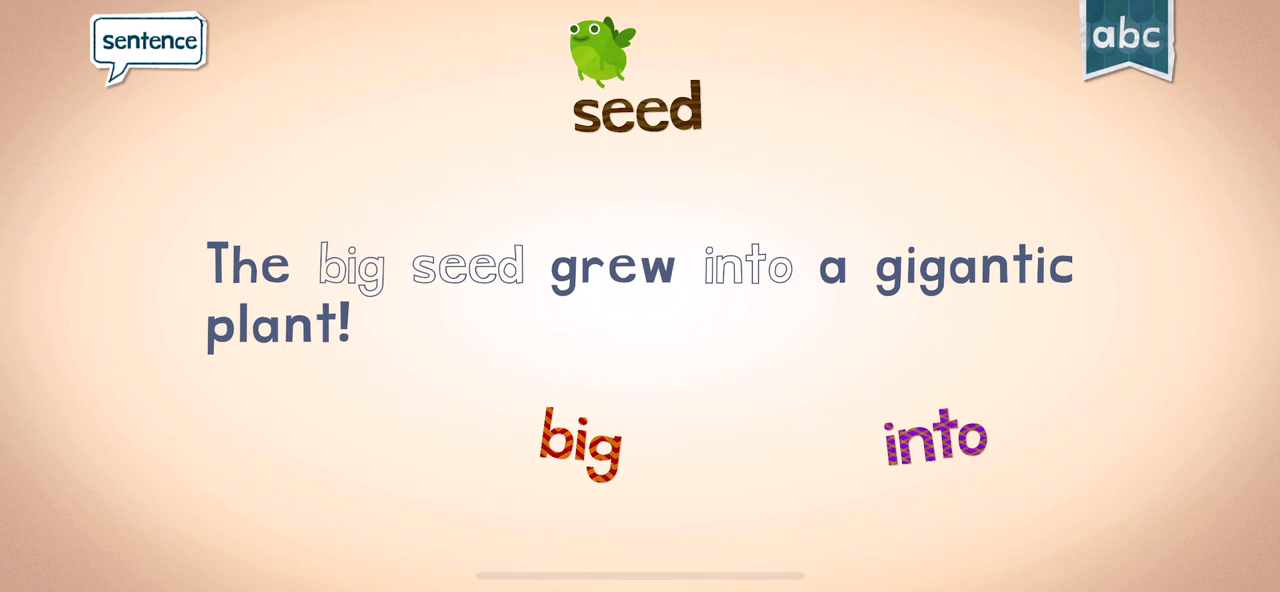 sentence
abc
seed
The big seed grew into a gigantic
plant!
big
into